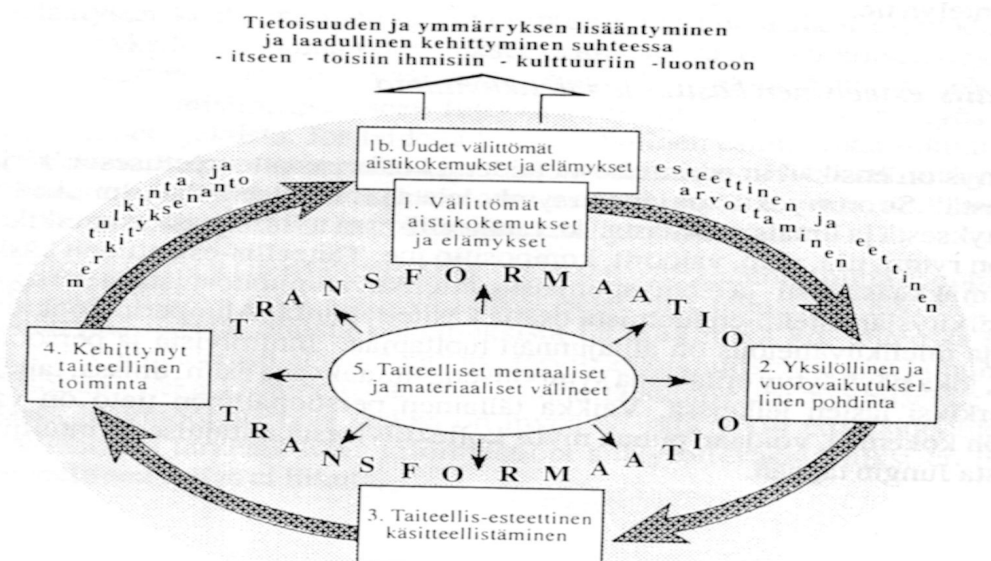 Tietoisuuden ja ymmärryksen lisääntyminen
ja laadullinen kehittyminen suhteessa
- itseen - toisiin ihmisiin - kulttuuriin -luontoon
1b. Uudet välittömät
aistikokemukset ja elämykset
1. Välittömät
aistikokemukset
ja elämykset
esteettinen ja eettinen
arvottaminen
2. Yksilöllinen ja
vuorovaikutuksel-
linen pohdinta
3. Taiteellis-esteettinen
käsitteellistäminen
4. Kehittynyt
taiteellinen
toiminta
tulkinta ja
merkityksenanto
TRANSFORMAATIO
5. Taiteelliset mentaaliset
ja materiaaliset välineet
TRANSFORMAATIO